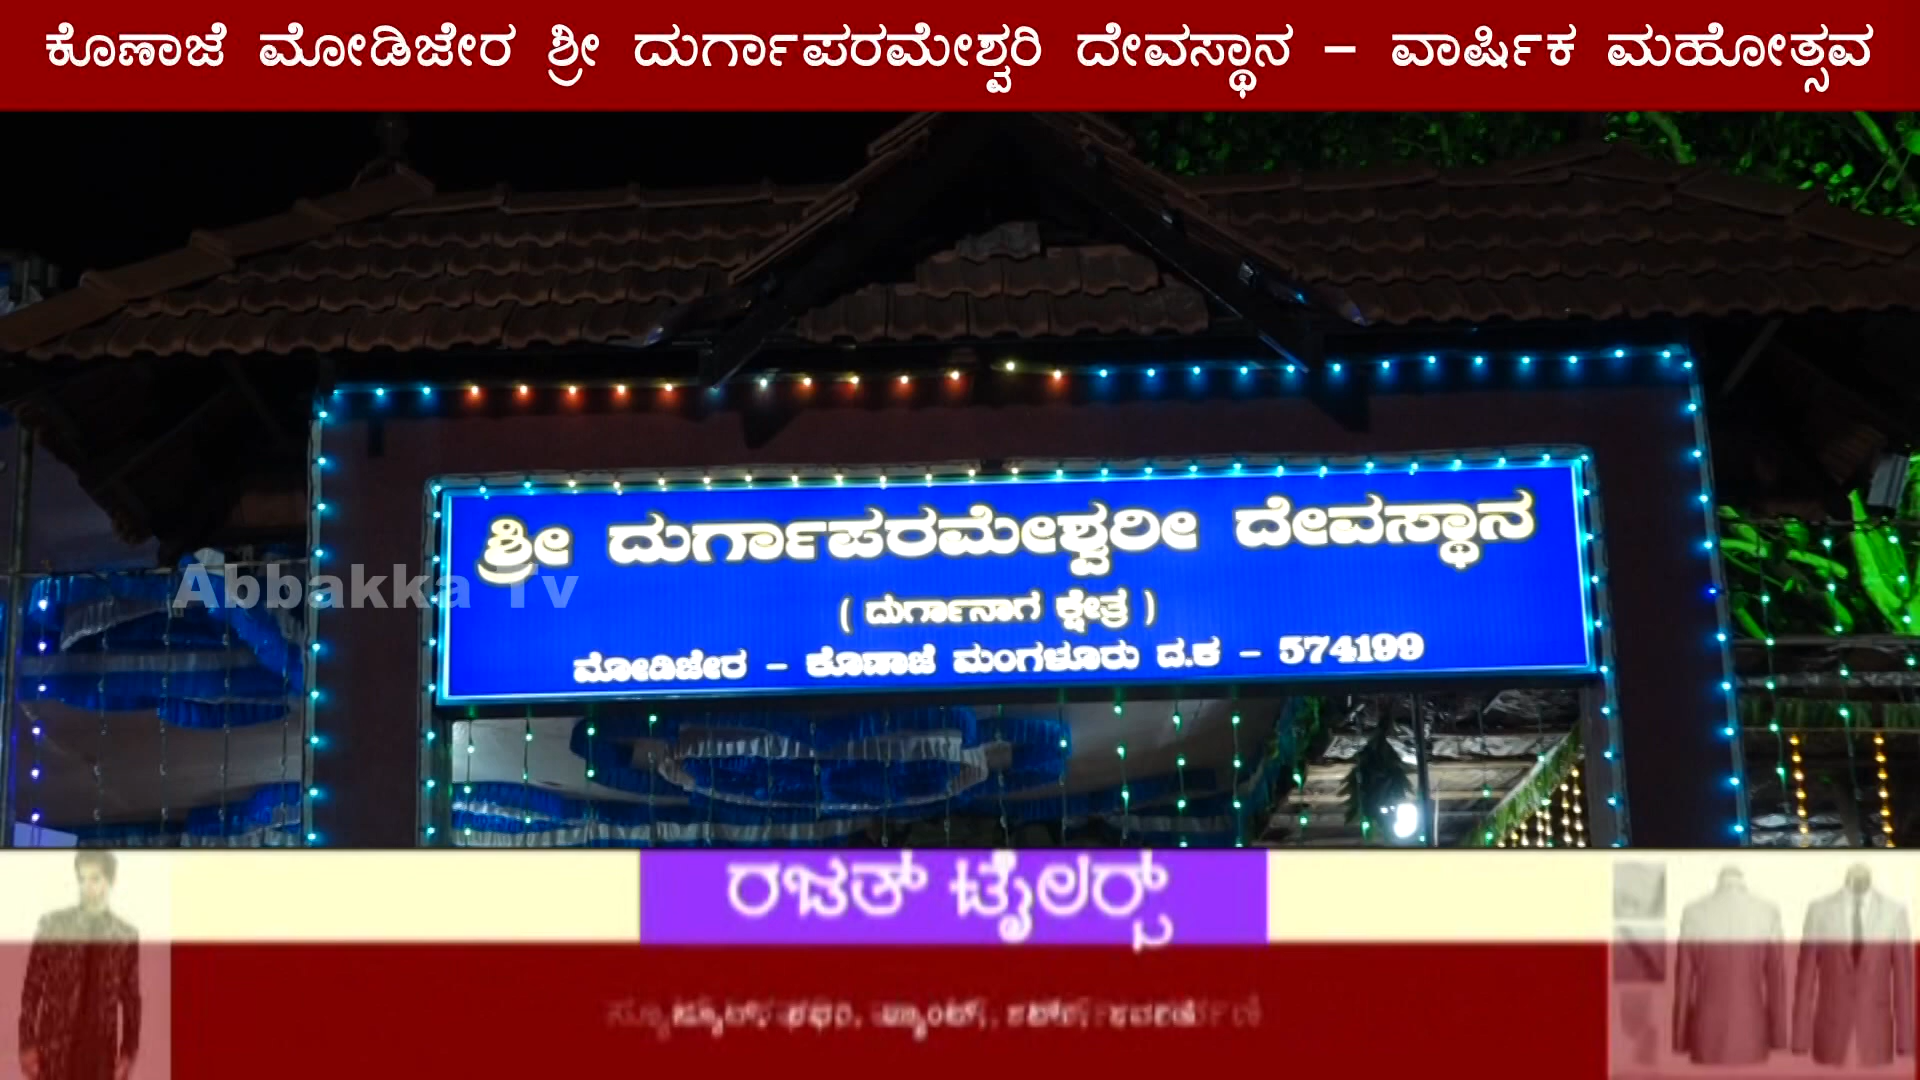 ಕೊಣಾಜೆ ಮೋಡಿಜೇರ ಶ್ರೀ ದುರ್ಗಾಪರಮೇಶ್ವರಿ ದೇವಸ್ಥಾನ – ವಾರ್ಷಿಕ ಮಹೋತ್ಸವ
ಶ್ರೀ ದುರ್ಗಾಪರಮೇಶ್ವರೀ ದೇವಸ್ಥಾನ
Abbakka Tv
( ದುರ್ಗಾನಾಗ ಕ್ಷೇತ್ರ )
ಮೋಡಿಜೇರ – ಕೊಣಾಜೆ ಮಂಗಳೂರು ದ.ಕ – 574199
ರಜತ್ ಟೈಲರ್ಸ್